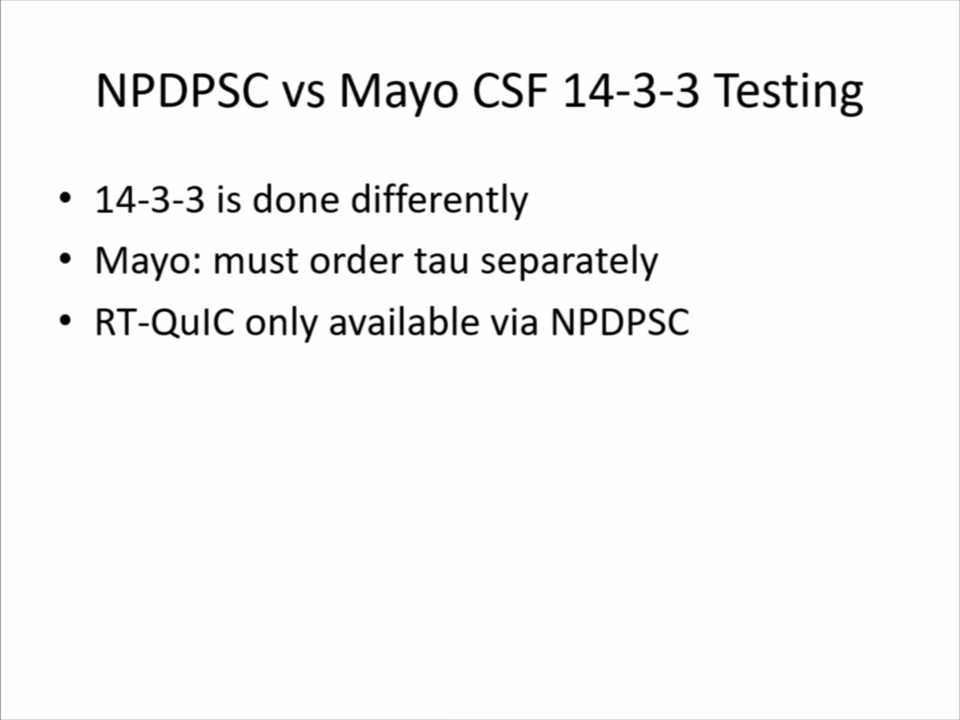 NPDPSC vs Mayo CSF 14-3-3 Testing
• 14-3-3 is done differently
• Mayo: must order tau separately
• RT-QuIC only available via NPDPSC